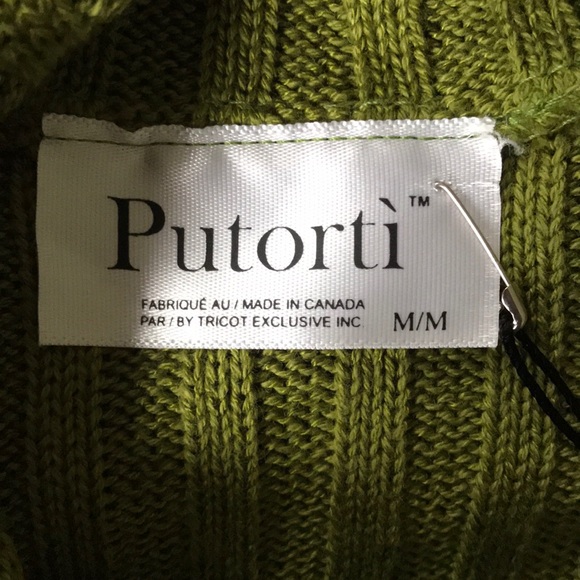 Putortì™
FABRIQUÉ AU / MADE IN CANADA
PAR / BY TRICOT EXCLUSIVE INC
M/M